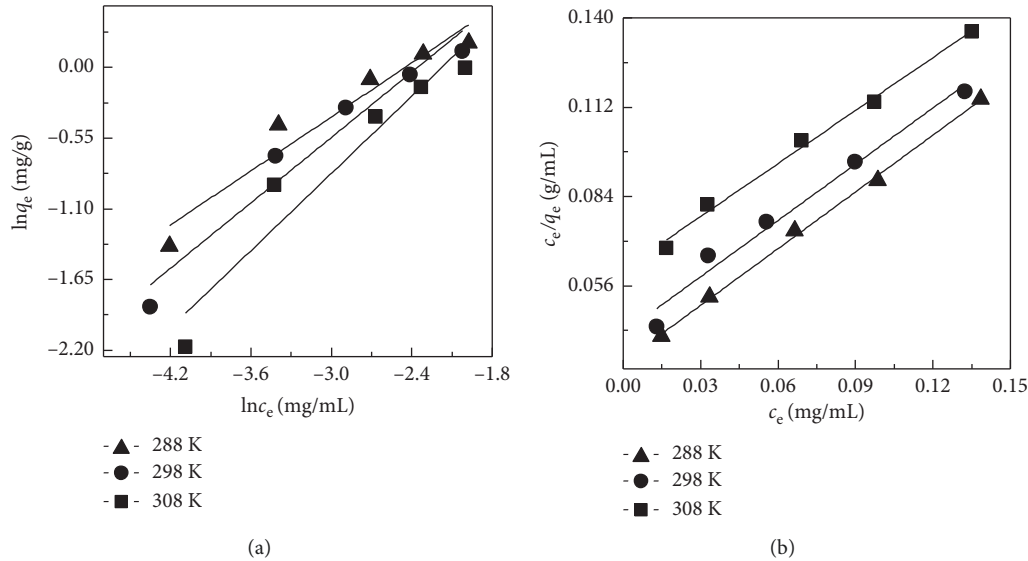 0.00
−0.55
−1.10
−1.65
−2.20
lnqe (mg/g)
−4.2 −3.6 −3.0 −2.4 −1.8
lnce (mg/mL)
288 K
298 K
308 K
(a)
0.140
0.112
0.084
0.056
ce/qe (g/mL)
0.00 0.03 0.06 0.09 0.12 0.15
ce (mg/mL)
288 K
298 K
308 K
(b)